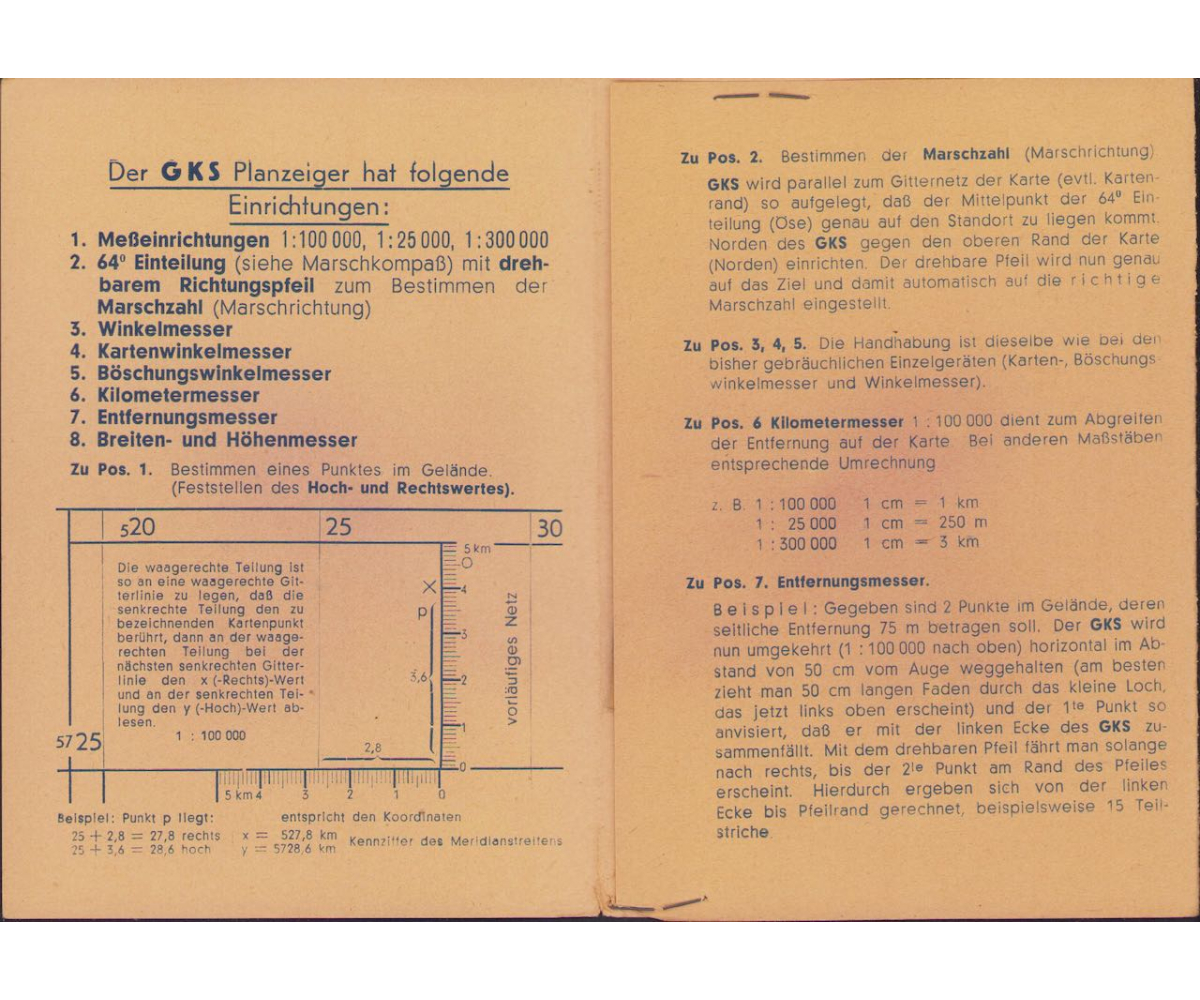 Der GKS Planzeiger hat folgende
Einrichtungen:
1. Meßeinrichtungen 1:100 000, 1:25 000, 1:300 000
2. 64⁰ Einteilung (siehe Marschkompaß) mit dreh-
barem Richtungspfeil zum Bestimmen der
Marschzahl (Marschrichtung)
3. Winkelmesser
4. Kartenwinkelmesser
5. Böschungswinkelmesser
6. Kilometermesser
7. Entfernungsmesser
8. Breiten- und Höhenmesser
Zu Pos. 1. Bestimmen eines Punktes im Gelände.
(Feststellen des Hoch- und Rechtswertes).
520 25 30
Die waagerechte Teilung ist
so an eine waagerechte Git-
terlinie zu legen, daß die
senkrechte Teilung den zu
bezeichnenden Kartenpunkt
berührt, dann an der waage-
rechten Teilung bei der
nächsten senkrechten Gitter-
linie den x (-Rechts)-Wert
und an der senkrechten Tei-
lung den y (-Hoch)-Wert ab-
lesen.
1 : 100 000
5 km
X
4
p
3
3,6
2
1
0
vorläufiges Netz
5725
2,8
5 km 4 3 2 1 0
Beispiel: Punkt p liegt: entspricht den Koordinaten
25 + 2,8 = 27,8 rechts x = 527,8 km
25 + 3,6 = 28,6 hoch y = 5728,6 km
Kennziffer des Meridianstreifens
Zu Pos. 2. Bestimmen der Marschzahl (Marschrichtung)
GKS wird parallel zum Gitternetz der Karte (evtl. Karten-
rand) so aufgelegt, daß der Mittelpunkt der 64⁰ Ein-
teilung (Öse) genau auf den Standort zu liegen kommt.
Norden des GKS gegen den oberen Rand der Karte
(Norden) einrichten. Der drehbare Pfeil wird nun genau
auf das Ziel und damit automatisch auf die richtige
Marschzahl eingestellt.
Zu Pos. 3, 4, 5. Die Handhabung ist dieselbe wie bei den
bisher gebräuchlichen Einzelgeräten (Karten-, Böschungs-
winkelmesser und Winkelmesser).
Zu Pos. 6 Kilometermesser 1 : 100 000 dient zum Abgreifen
der Entfernung auf der Karte. Bei anderen Maßstäben
entsprechende Umrechnung
z. B. 1 : 100 000 1 cm = 1 km
1 : 25 000 1 cm = 250 m
1 : 300 000 1 cm = 3 km
Zu Pos. 7. Entfernungsmesser.
Beispiel: Gegeben sind 2 Punkte im Gelände, deren
seitliche Entfernung 75 m betragen soll. Der GKS wird
nun umgekehrt (1 : 100 000 nach oben) horizontal im Ab-
stand von 50 cm vom Auge weggehalten (am besten
zieht man 50 cm langen Faden durch das kleine Loch,
das jetzt links oben erscheint) und der 1te Punkt so
anvisiert, daß er mit der linken Ecke des GKS zu-
sammenfällt. Mit dem drehbaren Pfeil fährt man solange
nach rechts, bis der 2te Punkt am Rand des Pfeiles
erscheint. Hierdurch ergeben sich von der linken
Ecke bis Pfeilrand gerechnet, beispielsweise 15 Teil-
striche.